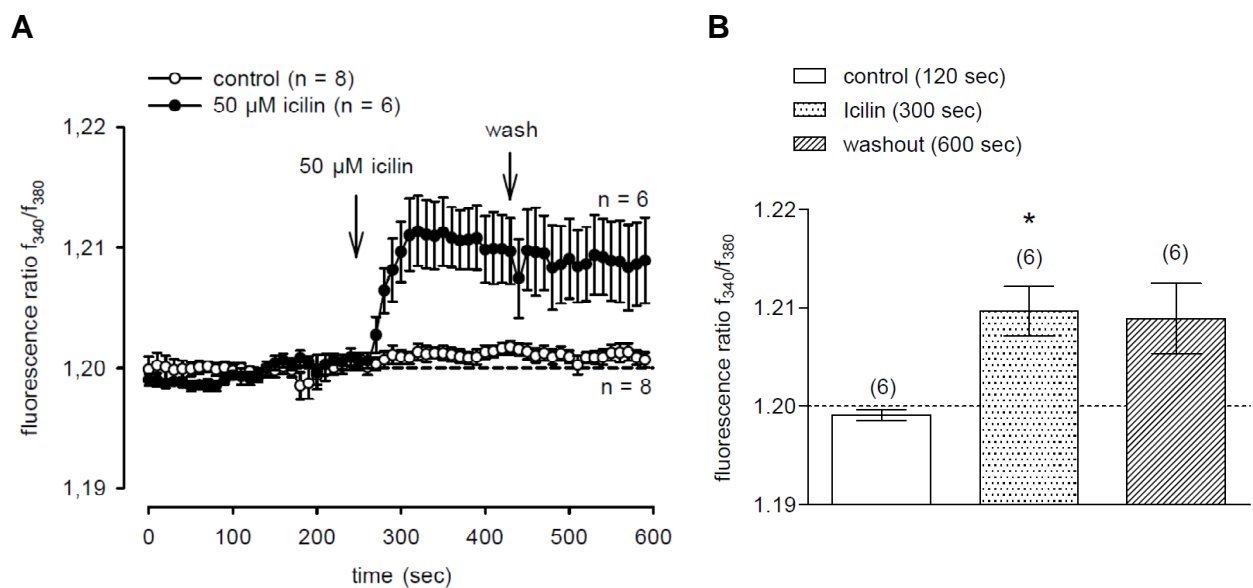 A
control (n = 8)
50 µM icilin (n = 6)
1,22
1,21
1,20
1,19
fluorescence ratio f340/f380
50 µM icilin
wash
n = 6
n = 8
0 100 200 300 400 500 600
time (sec)
B
control (120 sec)
Icilin (300 sec)
washout (600 sec)
1.22
1.21
1.20
1.19
fluorescence ratio f340/f380
(6)
*
(6)
(6)